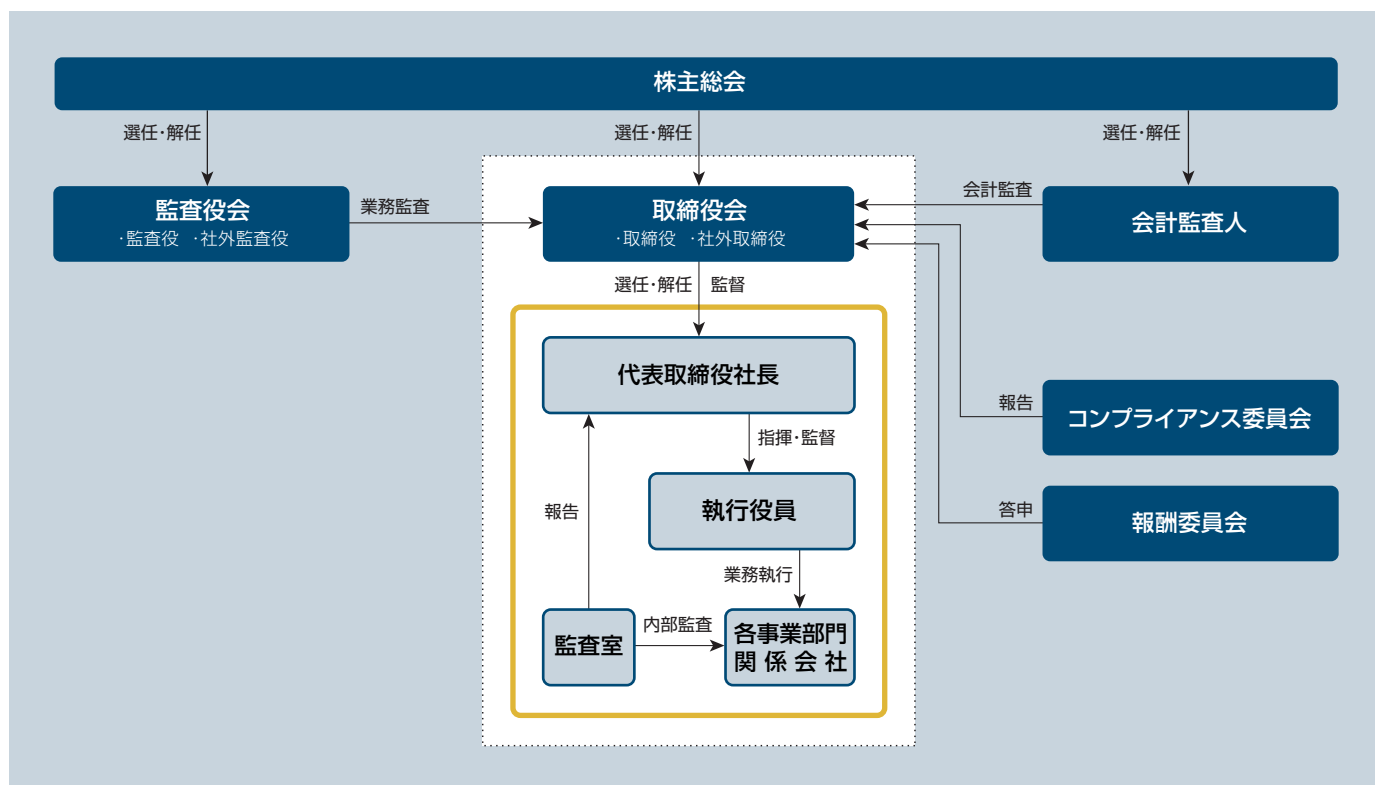 株主総会
選任・解任
選任・解任
選任・解任
監査役会
・監査役 ・社外監査役
業務監査
取締役会
・取締役 ・社外取締役
会計監査
会計監査人
選任・解任 監督
代表取締役社長
報告
コンプライアンス委員会
指揮・監督
執行役員
報告
答申
報酬委員会
業務執行
監査室
内部監査
各事業部門
関係会社